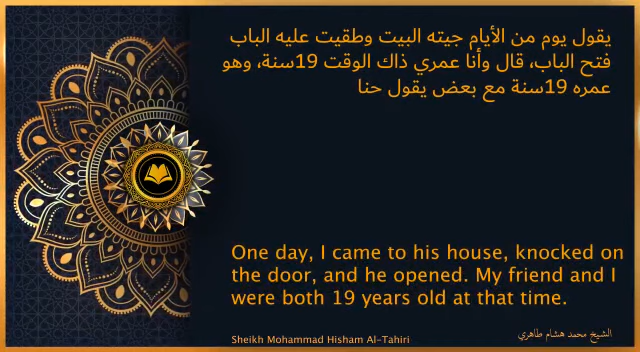 يقول يوم من الأيام جيته البيت وطقيت عليه الباب
فتح الباب، قال وأنا عمري ذاك الوقت 19سنة، وهو
عمره 19سنة مع بعض يقول حنا
One day, I came to his house, knocked on
the door, and he opened. My friend and I
were both 19 years old at that time.
Sheikh Mohammad Hisham Al-Tahiri
الشيخ محمد هشام طاهري